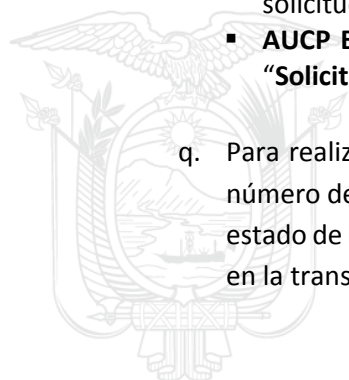 solicitu
▪ AUCP E
“Solicit
q. Para realiz
número de
estado de
en la trans